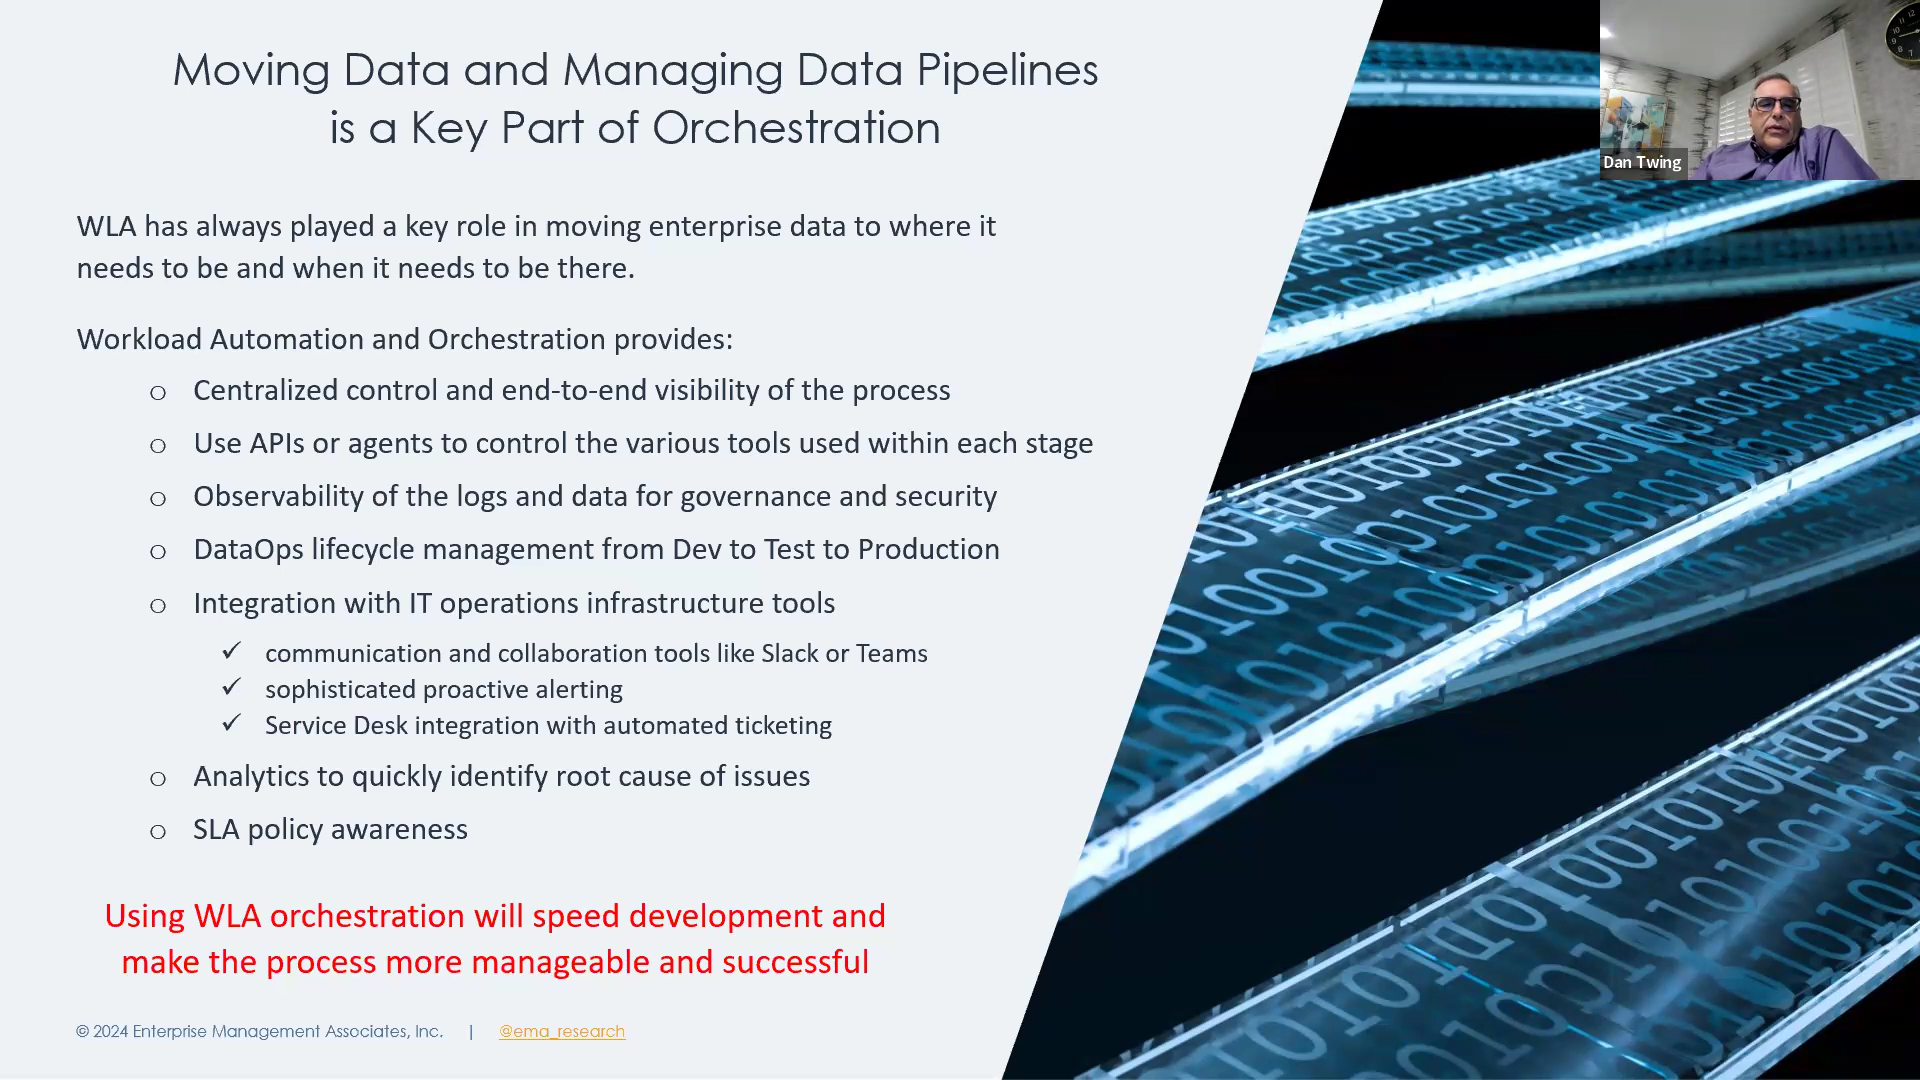 Moving Data and Managing Data Pipelines
is a Key Part of Orchestration
Dan Twing
WLA has always played a key role in moving enterprise data to where it
needs to be and when it needs to be there.
Workload Automation and Orchestration provides:
o Centralized control and end-to-end visibility of the process
o Use APIs or agents to control the various tools used within each stage
o Observability of the logs and data for governance and security
o DataOps lifecycle management from Dev to Test to Production
o Integration with IT operations infrastructure tools
✓ communication and collaboration tools like Slack or Teams
✓ sophisticated proactive alerting
✓ Service Desk integration with automated ticketing
o Analytics to quickly identify root cause of issues
o SLA policy awareness
Using WLA orchestration will speed development and
make the process more manageable and successful
© 2024 Enterprise Management Associates, Inc. | @ema_research